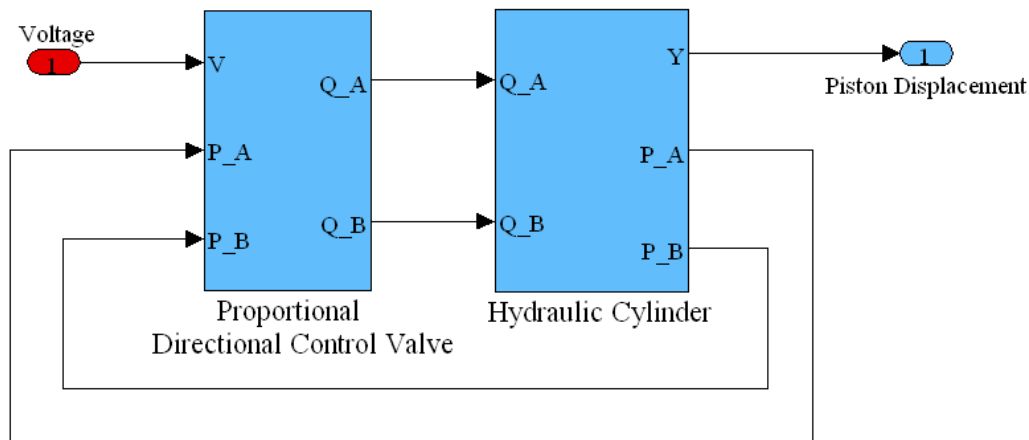 Voltage
1
V
Q_A
P_A
Q_B
P_B
Proportional
Directional Control Valve
Q_A
Y
P_A
Q_B
P_B
Hydraulic Cylinder
1
Piston Displacement